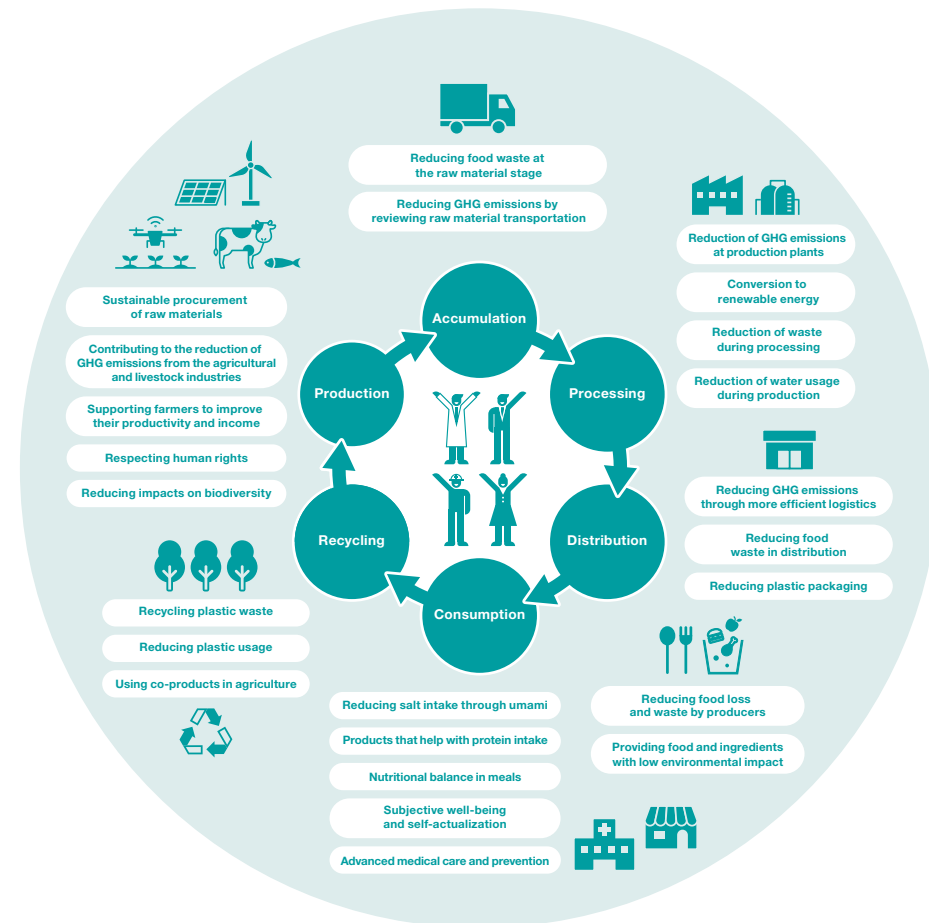 Reducing food waste at
the raw material stage
Reducing GHG emissions by
reviewing raw material transportation
Accumulation
Reduction of GHG emissions
at production plants
Conversion to
renewable energy
Reduction of waste
during processing
Reduction of water usage
during production
Processing
Reducing GHG emissions
through more efficient logistics
Reducing food
waste in distribution
Reducing plastic packaging
Distribution
Reducing food loss
and waste by producers
Providing food and ingredients
with low environmental impact
Consumption
Reducing salt intake through umami
Products that help with protein intake
Nutritional balance in meals
Subjective well-being
and self-actualization
Advanced medical care and prevention
Recycling
Recycling plastic waste
Reducing plastic usage
Using co-products in agriculture
Production
Sustainable procurement
of raw materials
Contributing to the reduction of
GHG emissions from the agricultural
and livestock industries
Supporting farmers to improve
their productivity and income
Respecting human rights
Reducing impacts on biodiversity